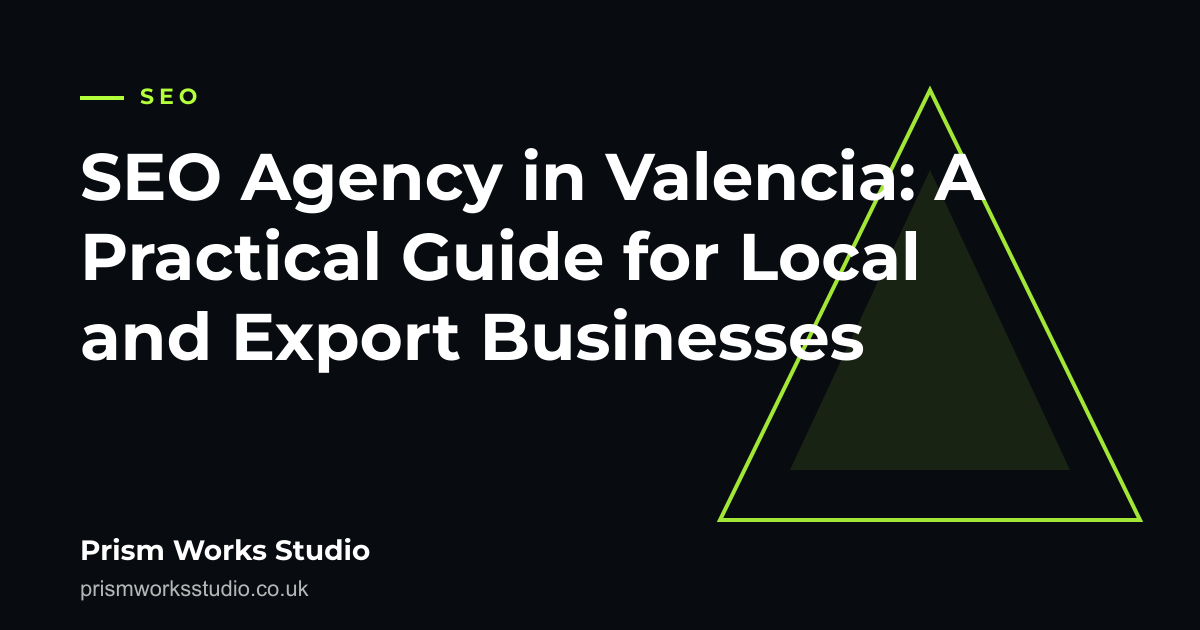 SEO
SEO Agency in Valencia: A
Practical Guide for Local
and Export Businesses
Prism Works Studio
prismworksstudio.co.uk